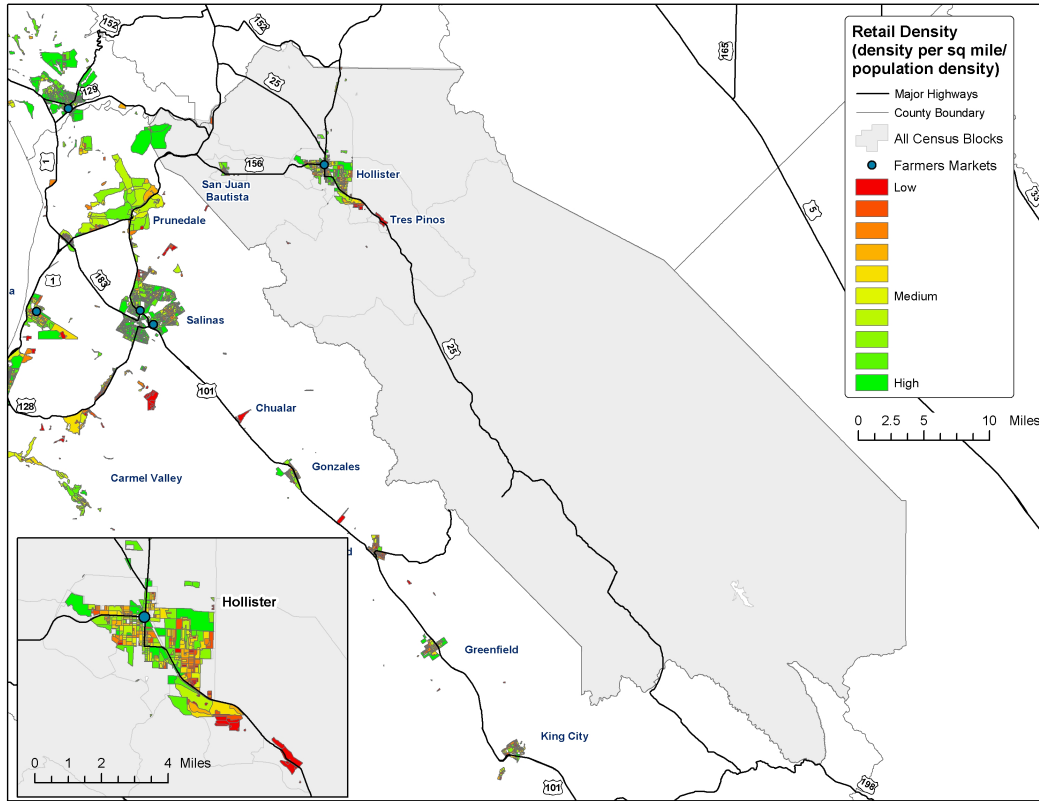 152
152
165
Retail Density
(density per sq mile/
population density)
Major Highways
County Boundary
All Census Blocks
Farmers Markets
Low
Medium
High
0 2.5 5 10 Miles
25
129
1
156
Hollister
San Juan
Bautista
Tres Pinos
Prunedale
5
33
183
1
a
Salinas
25
101
128
Chualar
Gonzales
Carmel Valley
d
Greenfield
King City
101
198
Hollister
0 1 2 4 Miles